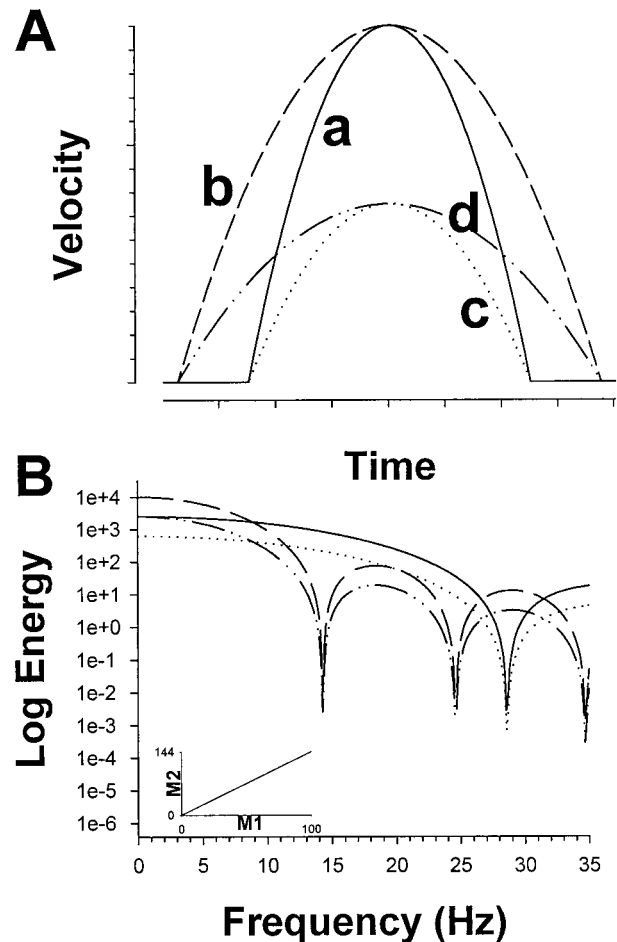 A
Velocity
a
b
d
c
Time
B
Log Energy
1e+4
1e+3
1e+2
1e+1
1e+0
1e-1
1e-2
1e-3
1e-4
1e-5
1e-6
144
M2
0
M1
0
100
0
5
10
15
20
25
30
35
Frequency (Hz)